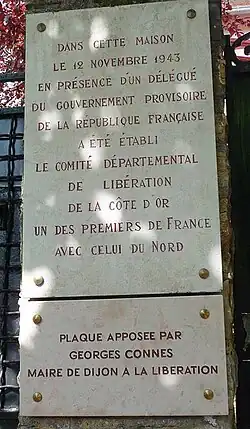 DANS CETTE MAISON
LE 12 NOVEMBRE 1943
EN PRÉSENCE D'UN DÉLÉGUÉ
DU GOUVERNEMENT PROVISOIRE
DE LA RÉPUBLIQUE FRANÇAISE
A ÉTÉ ÉTABLI
LE COMITÉ DÉPARTEMENTAL
DE LIBÉRATION
DE LA CÔTE D'OR
UN DES PREMIERS DE FRANCE
AVEC CELUI DU NORD
PLAQUE APPOSEE PAR
GEORGES CONNES
MAIRE DE DIJON A LA LIBERATION